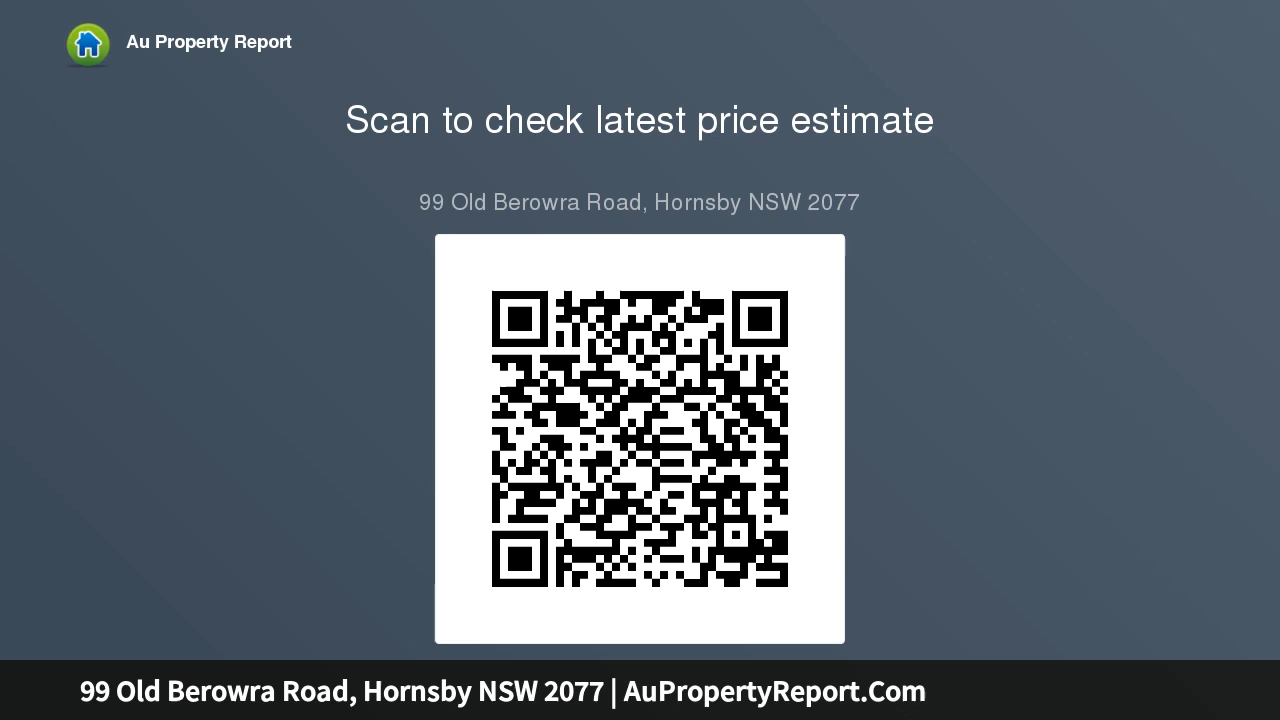 Au Property Report
Scan to check latest price estimate
99 Old Berowra Road, Hornsby NSW 2077
99 Old Berowra Road, Hornsby NSW 2077 | AuPropertyReport.Com